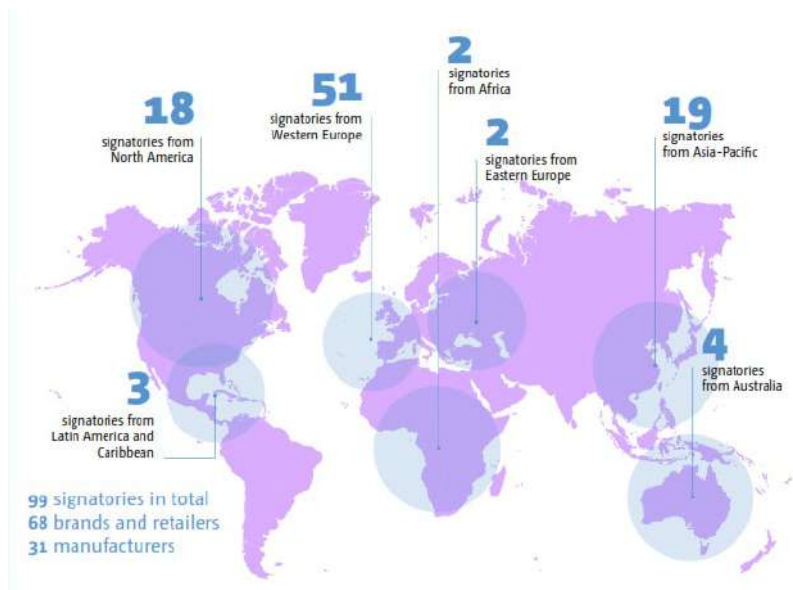 2
signatories
from Africa
51
signatories from
Western Europe
18
signatories from
North America
2
signatories from
Eastern Europe
19
signatories
from Asia-Pacific
4
signatories
from Australia
3
signatories from
Latin America and
Caribbean
99 signatories in total
68 brands and retailers
31 manufacturers